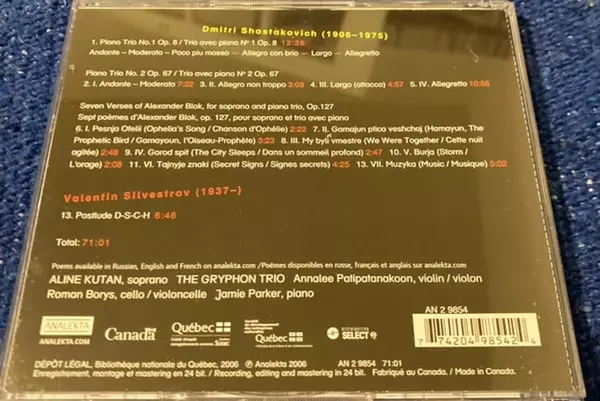 Dmitri Shostakovich (1906-1975)
1. Piano Trio No.1 Op. 8 / Trio avec piano Nº 1 Op. 8 13:28
Andante – Moderato – Poco piu mosso – Allegro con brio – Largo – Allegretto
Piano Trio No. 2 Op. 67 / Trio avec piano Nº 2 Op. 67
2. I. Andante – Moderato 7:32 3. II. Allegro non troppo 3:08 4. III. Largo (attacca) 4:57 5. IV. Allegretto 10:55
Seven Verses of Alexander Blok, for soprano and piano trio, Op.127
Sept poèmes d'Alexander Blok, op. 127, pour soprano et trio avec piano
6. I. Pesnja Ofelii (Ophelia's Song / Chanson d'Ophélie) 2:22 7. II. Gamajun ptica veshchaj (Hamayun, The
Prophetic Bird / Gamayoun, l'Oiseau-Prophète) 3:23 8. III. My byli vmestre (We Were Together / Cette nuit
agitée) 2:48 9. IV. Gorod spit (The City Sleeps / Dans un sommeil profond) 2:47 10. V. Burja (Storm /
L'orage) 2:08 11. VI. Tajnyje znaki (Secret Signs / Signes secrets) 4:25 13. VII. Muzyka (Music / Musique) 5:02
Valentin Silvestrov (1937-)
13. Postlude D-S-C-H 6:46
Total: 71:01
Poems available in Russian, English and French on analekta.com /Poèmes disponibles en russe, français et anglais sur analekta.com
ALINE KUTAN, soprano THE GRYPHON TRIO Annalee Patipatanakoon, violin / violon
Roman Borys, cello / violoncelle Jamie Parker, piano
AN 2 9854
ANALEKTA
ANALEKTA.COM
Canada
Québec
Québec
SELECT
7 74204 98542 4
DÉPÔT LÉGAL, Bibliothèque nationale du Québec, 2006 ℗ Analekta 2006 AN 2 9854 71:01
Enregistrement, montage et mastering en 24 bit. / Recording, editing and mastering in 24 bit. Fabriqué au Canada. / Made in Canada.